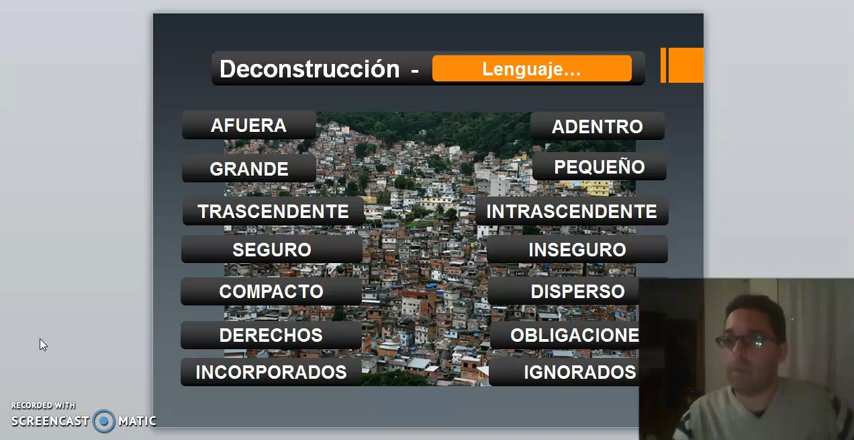 Deconstrucción - Lenguaje...
AFUERA ADENTRO
GRANDE PEQUEÑO
TRASCENDENTE INTRASCENDENTE
SEGURO INSEGURO
COMPACTO DISPERSO
DERECHOS OBLIGACIONE
INCORPORADOS IGNORADOS
RECORDED WITH
SCREENCAST MATIC